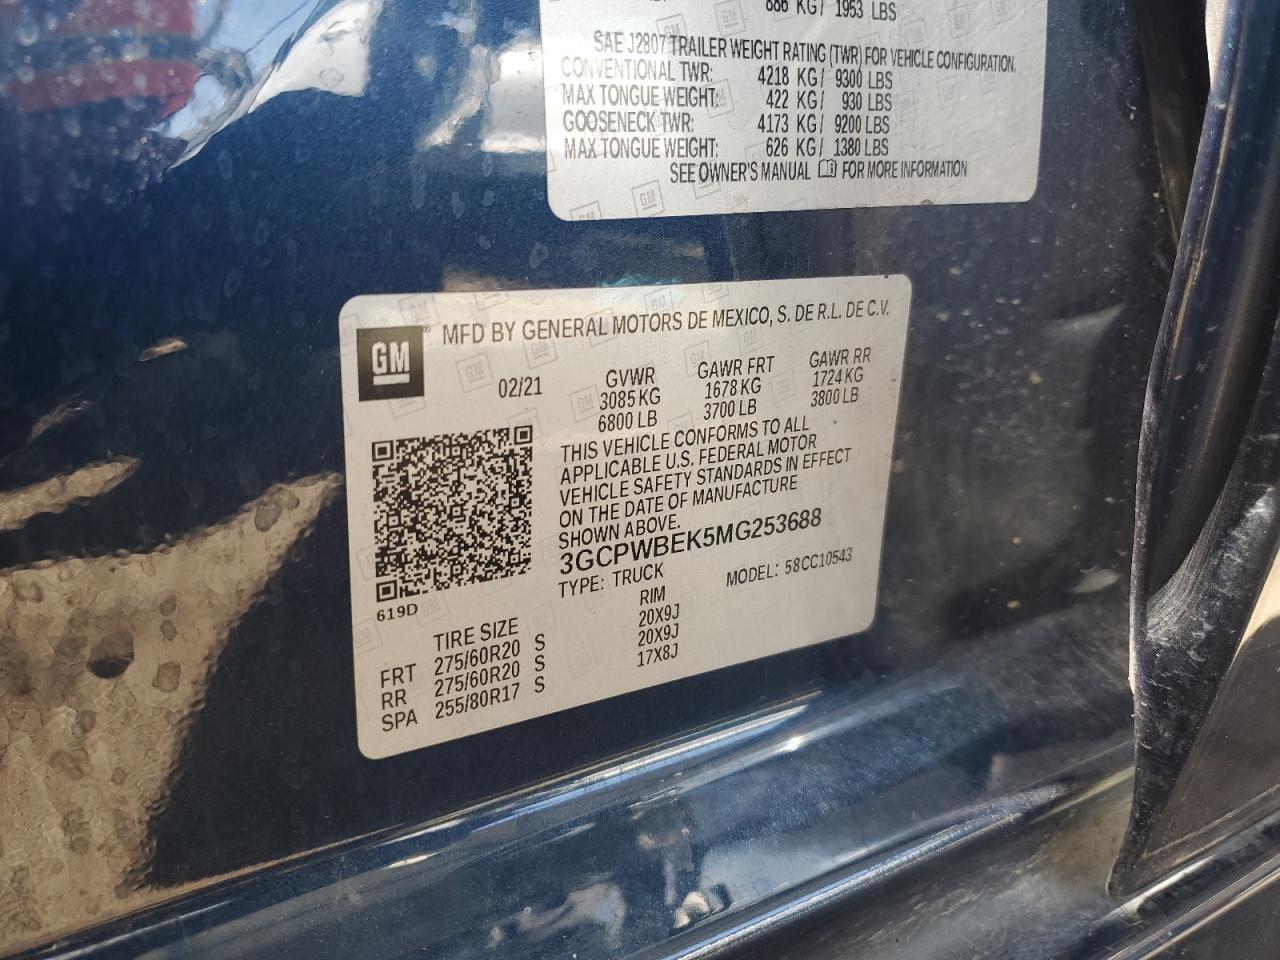 886 KG/ 1953 LBS
SAE J2807 TRAILER WEIGHT RATING (TWR) FOR VEHICLE CONFIGURATION.
CONVENTIONAL TWR: 4218 KG/ 9300 LBS
MAX TONGUE WEIGHT: 422 KG/ 930 LBS
GOOSENECK TWR: 4173 KG/ 9200 LBS
MAX TONGUE WEIGHT: 626 KG/ 1380 LBS
SEE OWNER'S MANUAL FOR MORE INFORMATION
GM® MFD BY GENERAL MOTORS DE MEXICO, S. DE R.L. DE C.V.
02/21 GVWR GAWR FRT GAWR RR
3085 KG 1678 KG 1724 KG
6800 LB 3700 LB 3800 LB
THIS VEHICLE CONFORMS TO ALL
APPLICABLE U.S. FEDERAL MOTOR
VEHICLE SAFETY STANDARDS IN EFFECT
ON THE DATE OF MANUFACTURE
SHOWN ABOVE.
3GCPWBEK5MG253688
TYPE: TRUCK MODEL: 58CC10543
619D
TIRE SIZE RIM
FRT 275/60R20 S 20X9J
RR 275/60R20 S 20X9J
SPA 255/80R17 S 17X8J